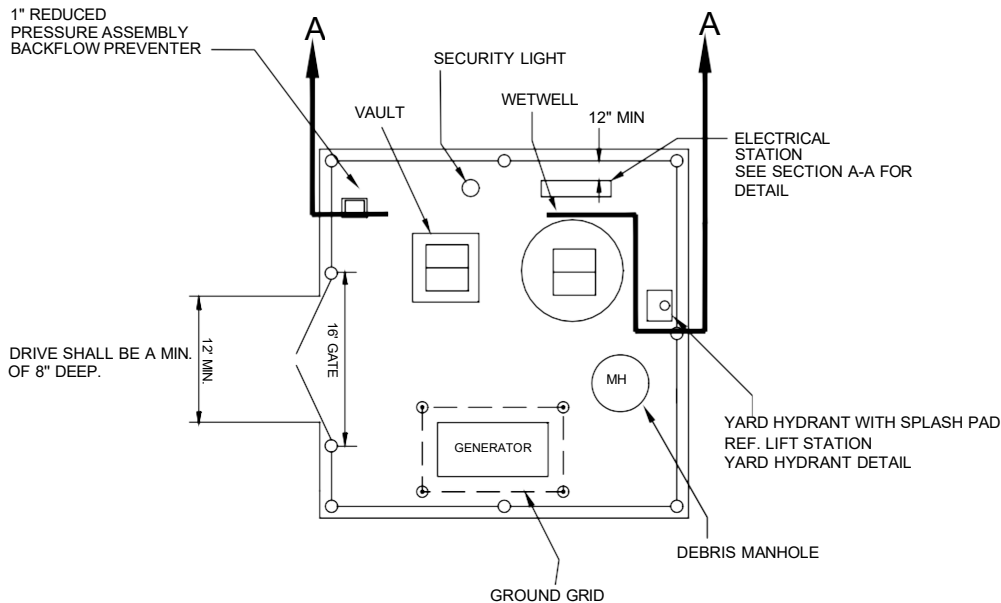 1" REDUCED
PRESSURE ASSEMBLY
BACKFLOW PREVENTER
A
A
SECURITY LIGHT
WETWELL
VAULT
12" MIN
ELECTRICAL
STATION
SEE SECTION A-A FOR
DETAIL
DRIVE SHALL BE A MIN.
OF 8" DEEP.
12' MIN.
16' GATE
MH
GENERATOR
YARD HYDRANT WITH SPLASH PAD
REF. LIFT STATION
YARD HYDRANT DETAIL
DEBRIS MANHOLE
GROUND GRID